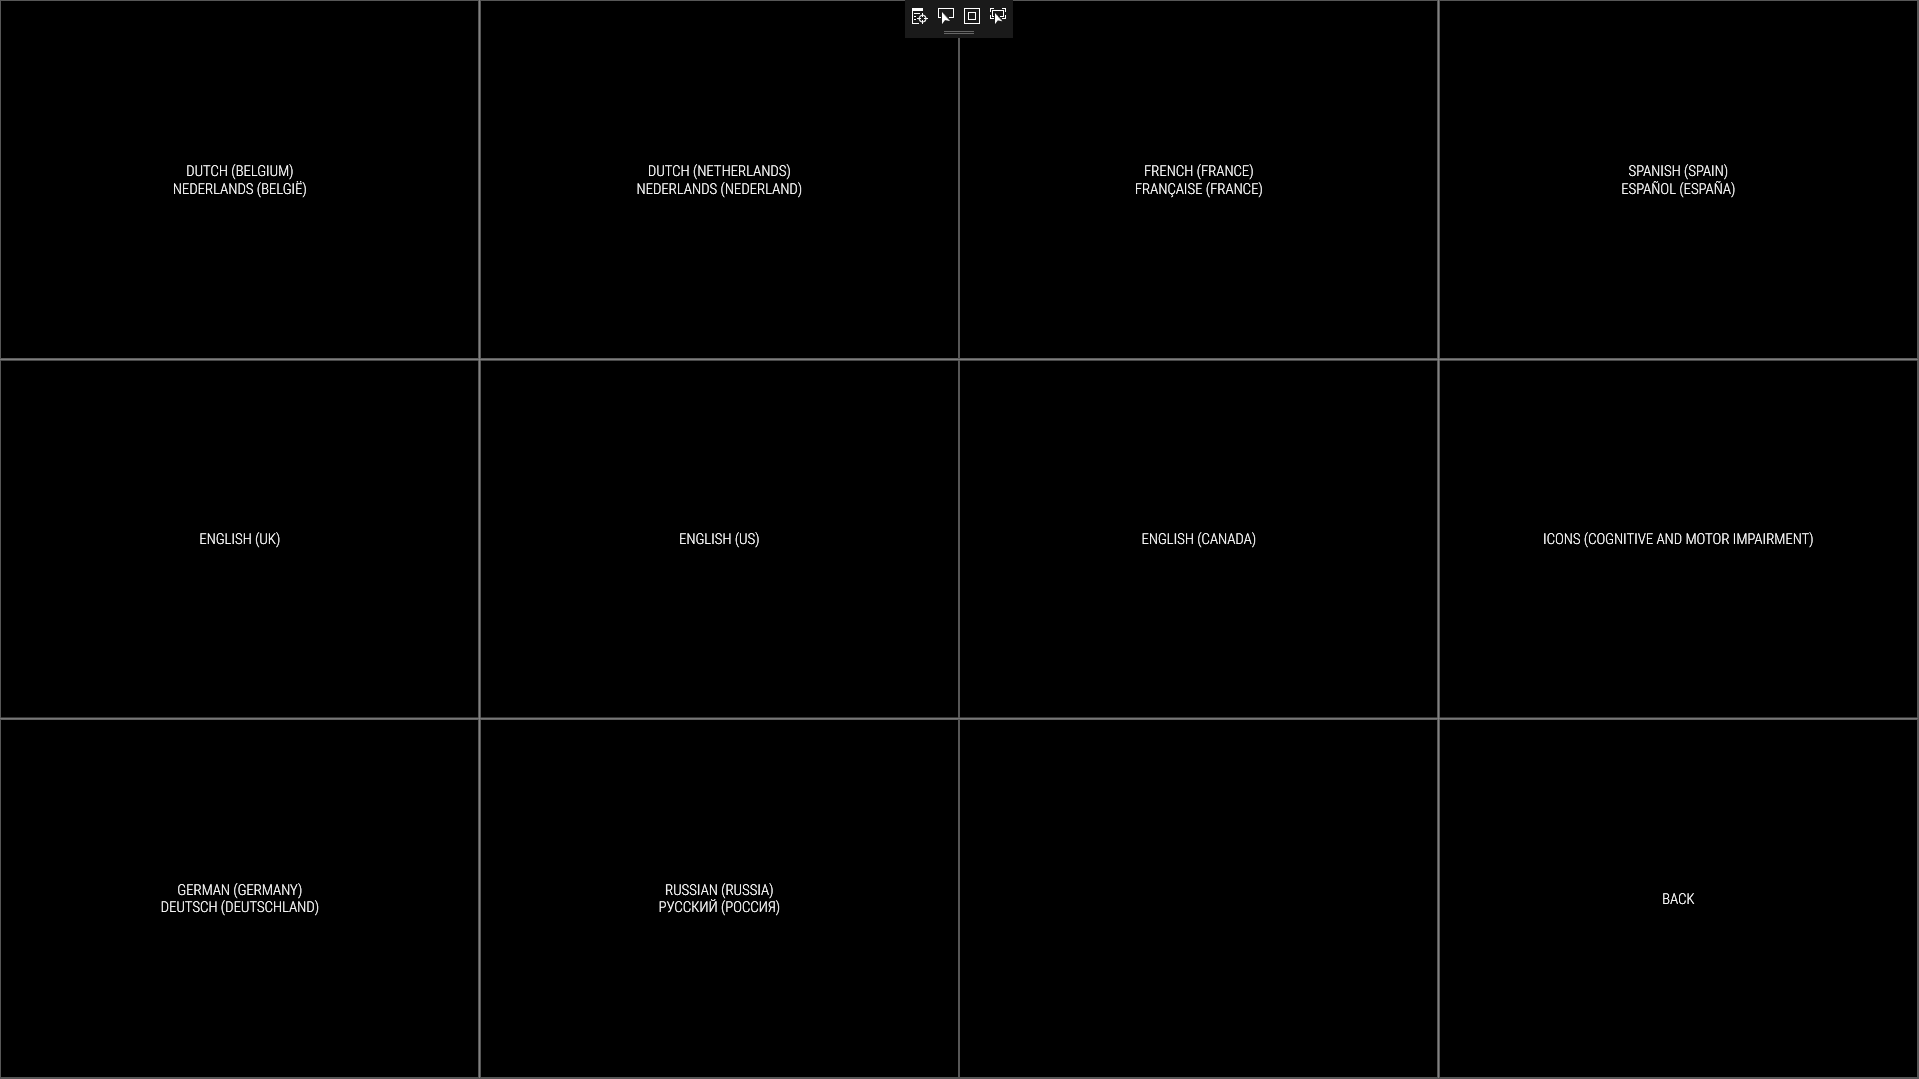 DUTCH (BELGIUM)
NEDERLANDS (BELGIË)
DUTCH (NETHERLANDS)
NEDERLANDS (NEDERLAND)
FRENCH (FRANCE)
FRANÇAISE (FRANCE)
SPANISH (SPAIN)
ESPAÑOL (ESPAÑA)
ENGLISH (UK)
ENGLISH (US)
ENGLISH (CANADA)
ICONS (COGNITIVE AND MOTOR IMPAIRMENT)
GERMAN (GERMANY)
DEUTSCH (DEUTSCHLAND)
RUSSIAN (RUSSIA)
РУССКИЙ (РОССИЯ)
BACK